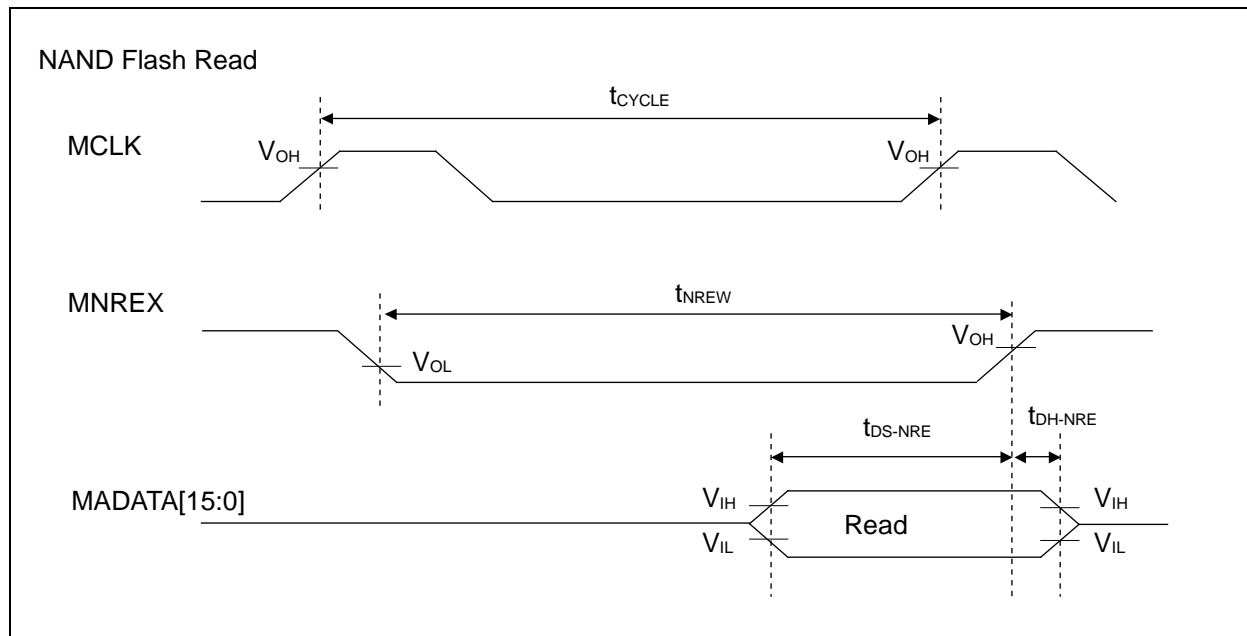 NAND Flash Read
tCYCLE
MCLK
VOH
VOH
MNREX
tNREW
VOL
VOH
tDS-NRE
tDH-NRE
MADATA[15:0]
VIH
VIH
Read
VIL
VIL